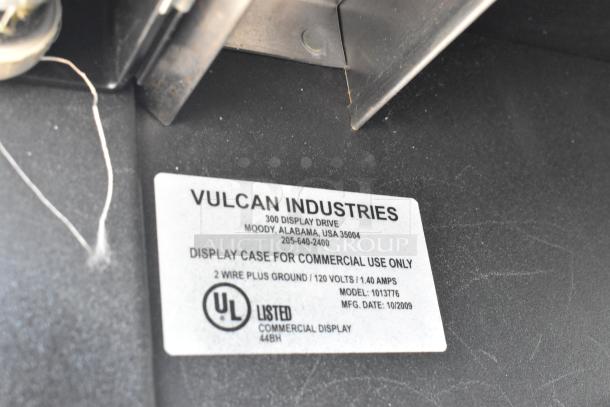 VULCAN INDUSTRIES
300 DISPLAY DRIVE
MOODY, ALABAMA, USA 35004
205-640-2400
DISPLAY CASE FOR COMMERCIAL USE ONLY
2 WIRE PLUS GROUND / 120 VOLTS / 1.40 AMPS
MODEL: 1013776
MFG. DATE: 10/2009
UL LISTED
COMMERCIAL DISPLAY
44BH
AUCTION GROUP